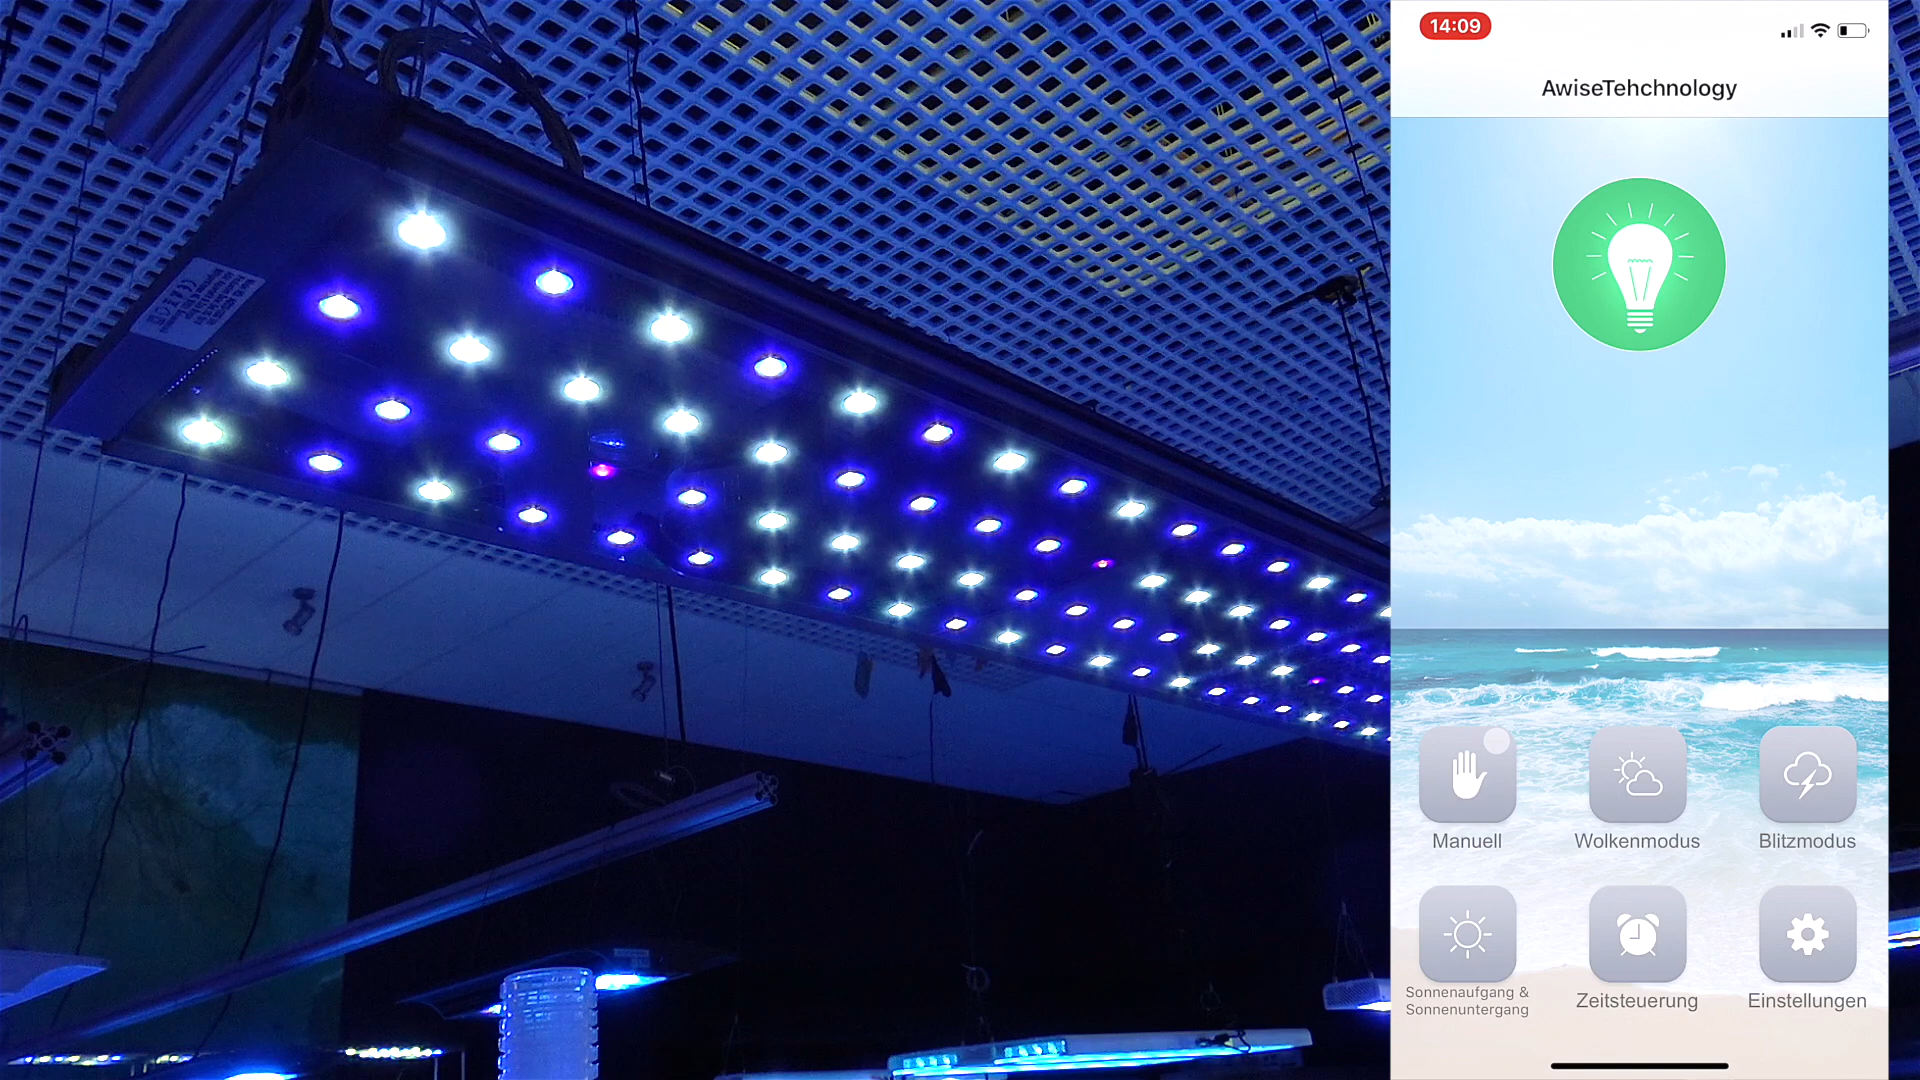 14:09
AwiseTehchnology
Manuell
Wolkenmodus
Blitzmodus
Sonnenaufgang &
Sonnenuntergang
Zeitsteuerung
Einstellungen